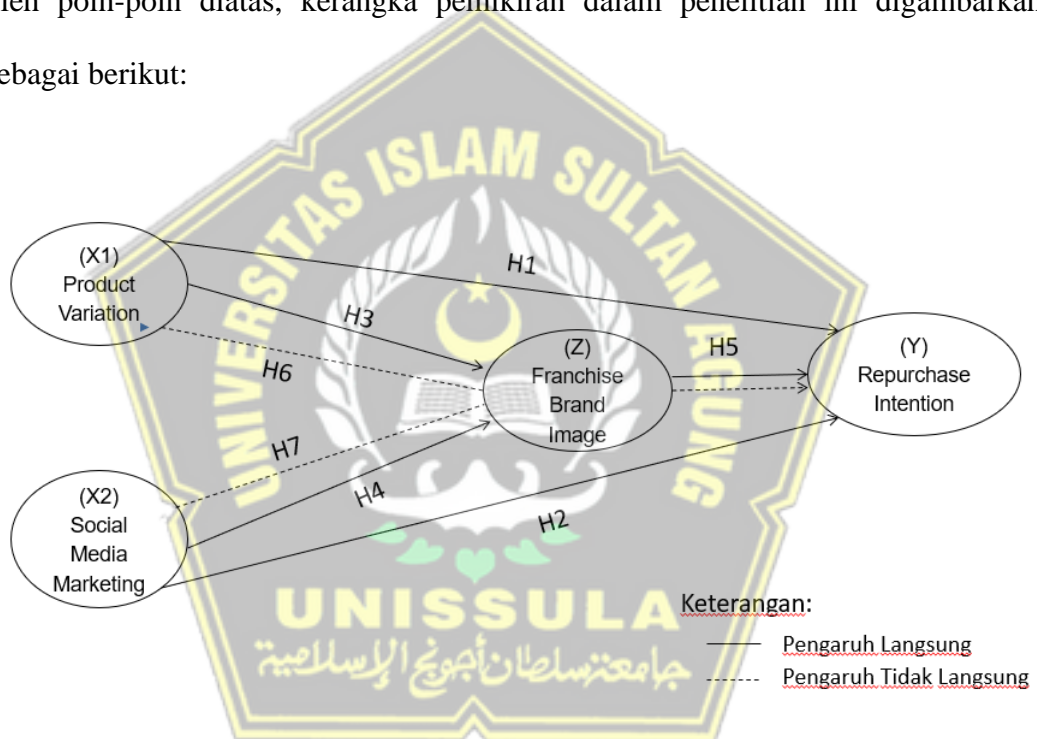 poin-poin diatas, kerangka pemikiran dalam penelitian ini digambarkan
sebagai berikut:
UNIVERSITAS ISLAM SULTAN AGUNG
(X1)
Product
Variation
H1
H3
H6
(Z)
Franchise
Brand
Image
H5
(Y)
Repurchase
Intention
H7
H4
H2
(X2)
Social
Media
Marketing
UNISSULA
جامعة سلطان أجونج الإسلامية
Keterangan:
Pengaruh Langsung
Pengaruh Tidak Langsung